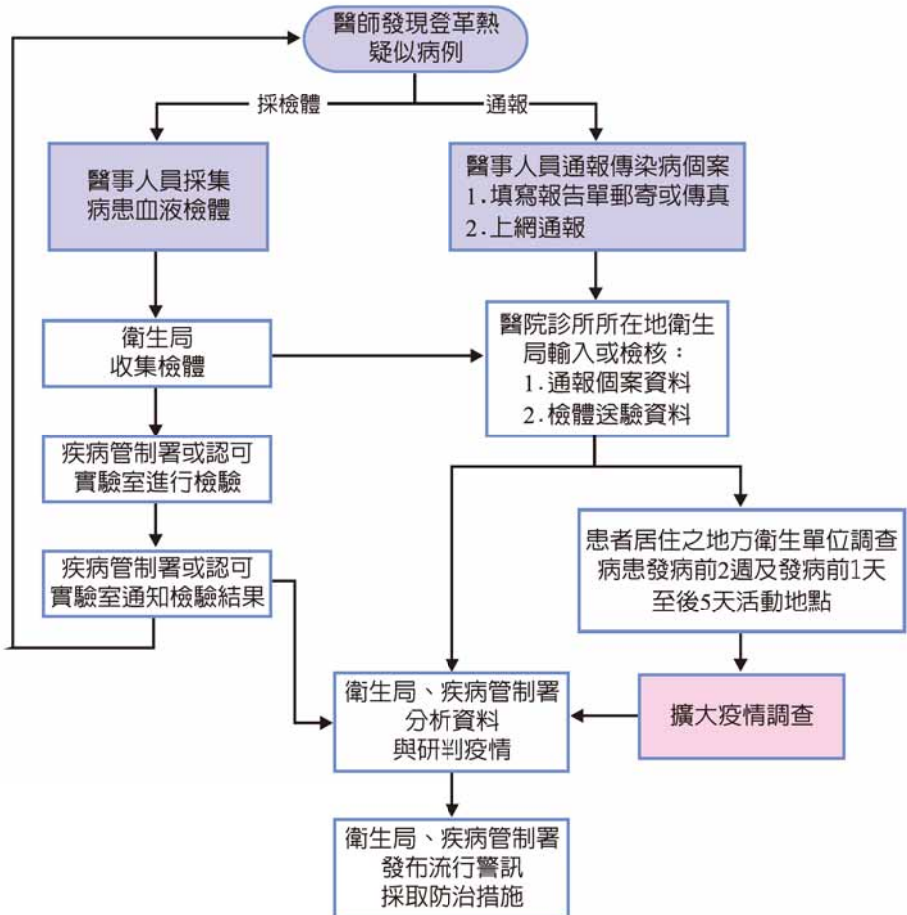 醫師發現登革熱
疑似病例
採檢體
通報
醫事人員採集
病患血液檢體
醫事人員通報傳染病個案
1.填寫報告單郵寄或傳真
2.上網通報
衛生局
收集檢體
醫院診所所在地衛生
局輸入或檢核：
1.通報個案資料
2.檢體送驗資料
疾病管制署或認可
實驗室進行檢驗
疾病管制署或認可
實驗室通知檢驗結果
患者居住之地方衛生單位調查
病患發病前2週及發病前1天
至後5天活動地點
衛生局、疾病管制署
分析資料
與研判疫情
擴大疫情調查
衛生局、疾病管制署
發布流行警訊
採取防治措施